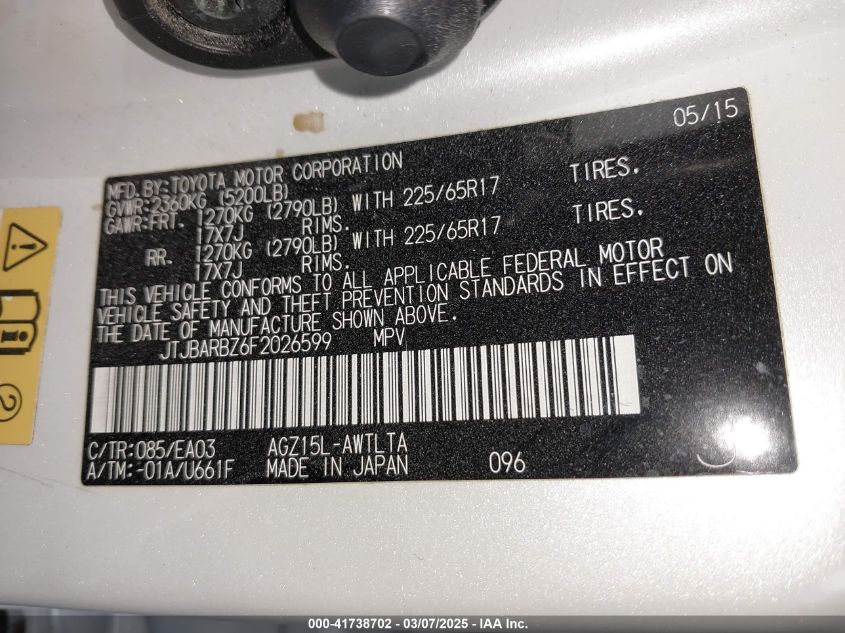 05/15
MFD.BY:TOYOTA MOTOR CORPORATION
GVWR:2360KG (5200LB)
GAWR-FRT. 1270KG (2790LB) WITH 225/65R17 TIRES.
17X7J RIMS.
RR. 1270KG (2790LB) WITH 225/65R17 TIRES.
17X7J RIMS.
THIS VEHICLE CONFORMS TO ALL APPLICABLE FEDERAL MOTOR
VEHICLE SAFETY AND THEFT PREVENTION STANDARDS IN EFFECT ON
THE DATE OF MANUFACTURE SHOWN ABOVE.
JTJBARBZ6F2026599 MPV
C/TR:085/EA03 AGZ15L-AWTLTA
A/TM:-01A/U661F MADE IN JAPAN 096
2
000-41738702 - 03/07/2025 - IAA Inc.